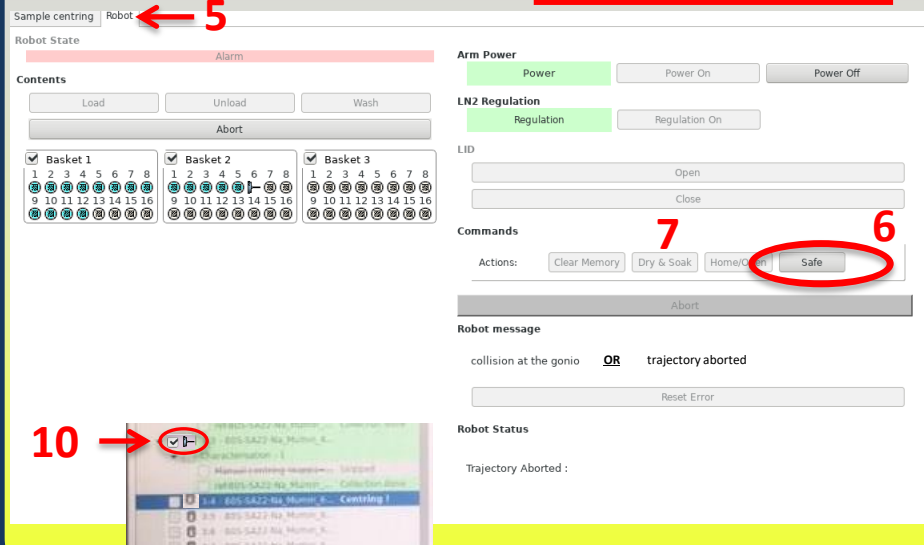 Sample centring Robot 5
Robot State
Alarm
Contents
Load Unload Wash
Abort
Basket 1 Basket 2 Basket 3
1 2 3 4 5 6 7 8 1 2 3 4 5 6 7 8 1 2 3 4 5 6 7 8
9 10 11 12 13 14 15 16 9 10 11 12 13 14 15 16 9 10 11 12 13 14 15 16
Arm Power
Power Power On Power Off
LN2 Regulation
Regulation Regulation On
LID
Open
Close
7 6
Commands
Actions: Clear Memory Dry & Soak Safe
Abort
Robot message
collision at the gonio OR trajectory aborted
Reset Error
Robot Status
Trajectory Aborted :
10
Characterisation - 1
Collection done
Centring !